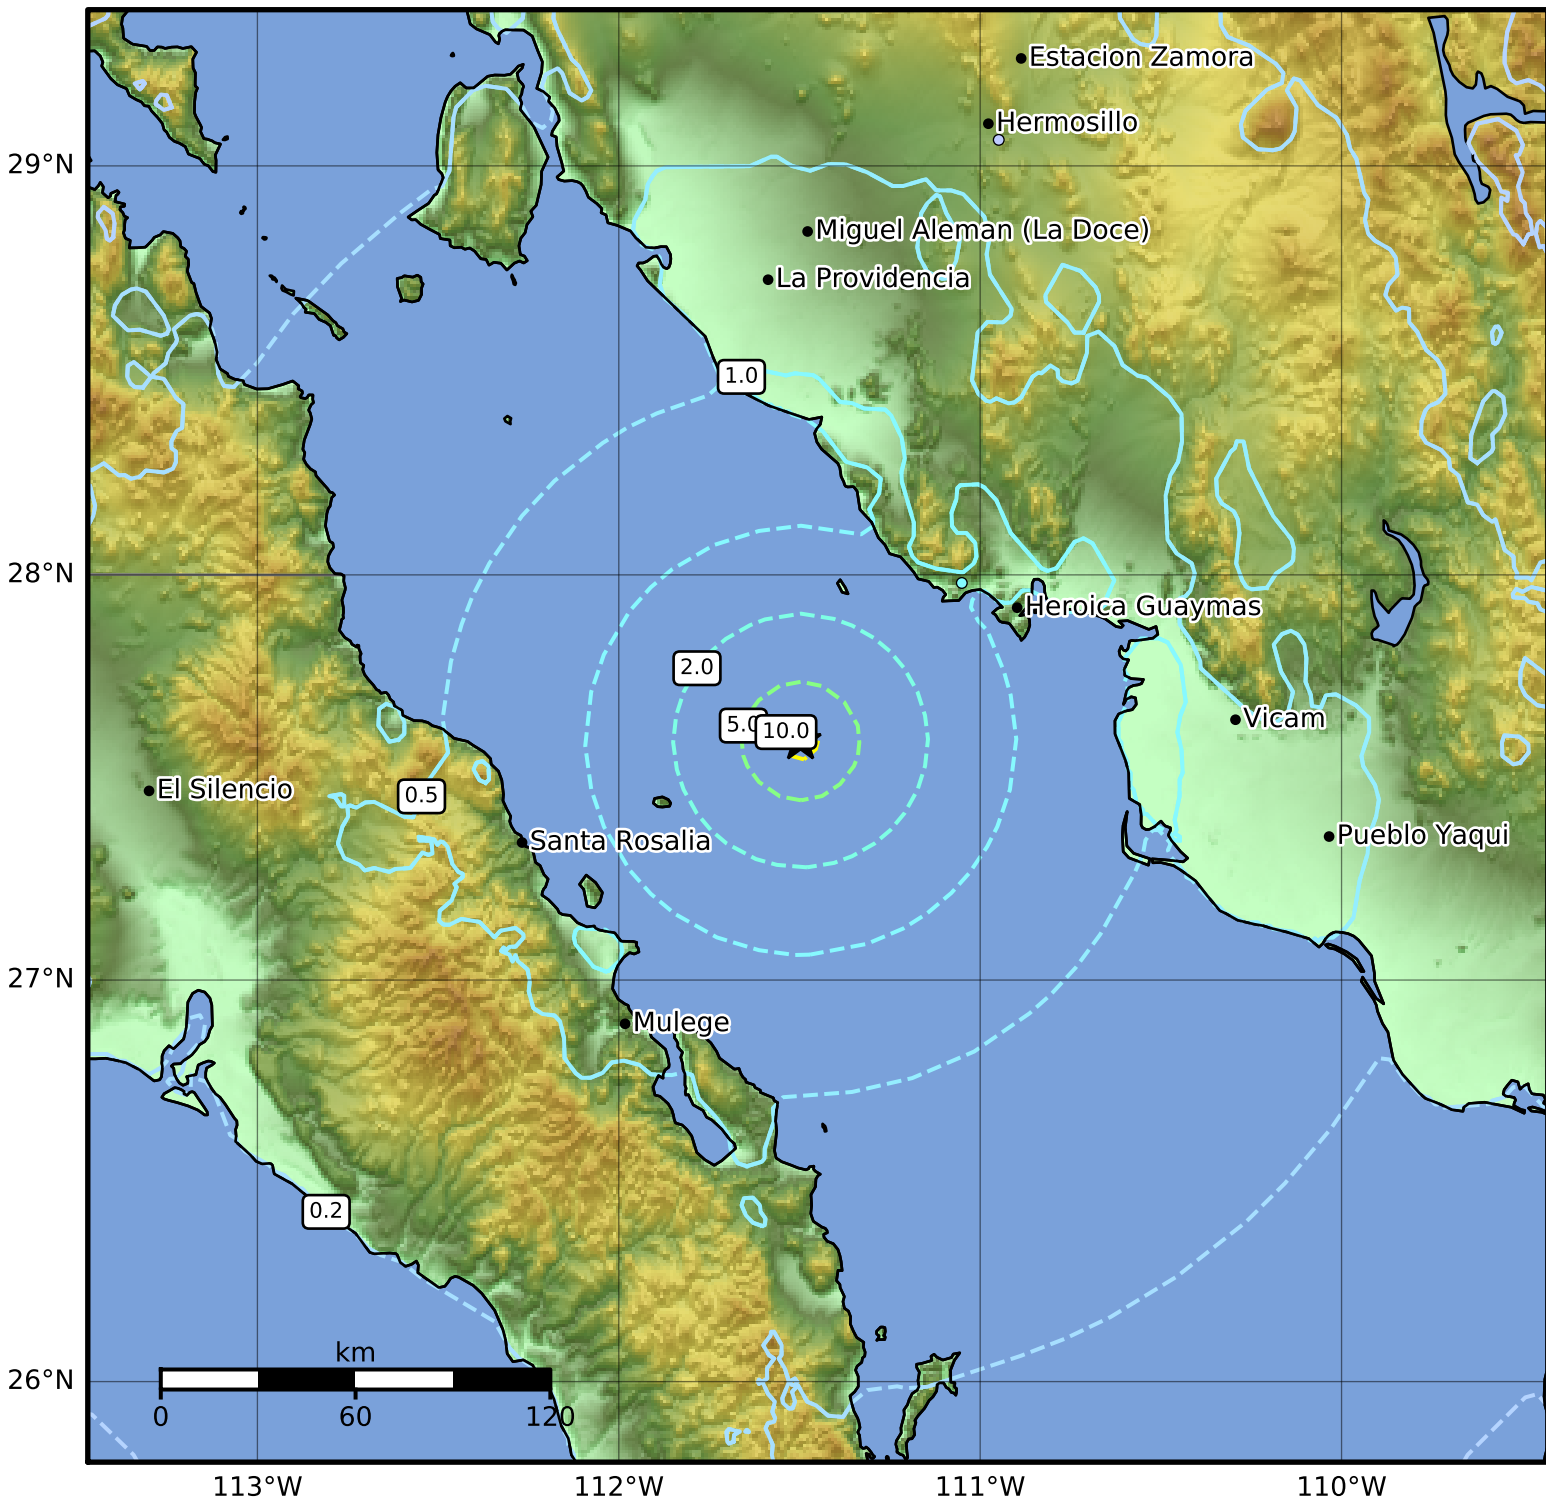 Estacion Zamora
Hermosillo
29°N
Miguel Aleman (La Doce)
La Providencia
1.0
28°N
Heroica Guaymas
2.0
Vicam
5.0
10.0
El Silencio
0.5
Santa Rosalia
Pueblo Yaqui
27°N
Mulege
0.2
km
26°N
0 60 120
113°W 112°W 111°W 110°W